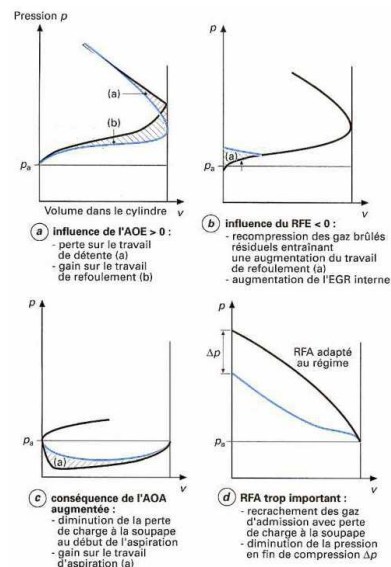 Pression p
(a)
(b)
pa
Volume dans le cylindre v
a influence de l'AOE > 0 :
- perte sur le travail
de détente (a)
- gain sur le travail
de refoulement (b)
p
(a)
pa
v
b influence du RFE < 0 :
- recompression des gaz brûlés
résiduels entraînant
une augmentation du travail
de refoulement (a)
- augmentation de l'EGR interne
p
pa
(a)
v
c conséquence de l'AOA
augmentée :
- diminution de la perte
de charge à la soupape
au début de l'aspiration
- gain sur le travail
d'aspiration (a)
p
Δp
RFA adapté
au régime
pa
v
d RFA trop important :
- recrachement des gaz
d'admission avec perte
de charge à la soupape
- diminution de la pression
en fin de compression Δp